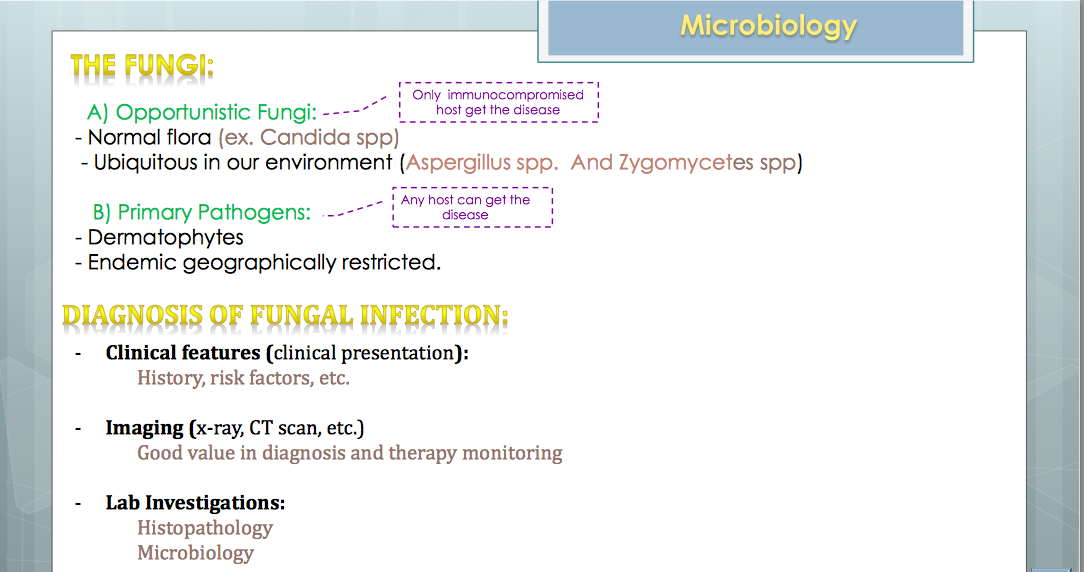 Microbiology
THE FUNGI:
Only immunocompromised
host get the disease
A) Opportunistic Fungi:
- Normal flora (ex. Candida spp)
- Ubiquitous in our environment (Aspergillus spp. And Zygomycetes spp)
Any host can get the
disease
B) Primary Pathogens:
- Dermatophytes
- Endemic geographically restricted.
DIAGNOSIS OF FUNGAL INFECTION:
- Clinical features (clinical presentation):
History, risk factors, etc.
- Imaging (x-ray, CT scan, etc.)
Good value in diagnosis and therapy monitoring
- Lab Investigations:
Histopathology
Microbiology